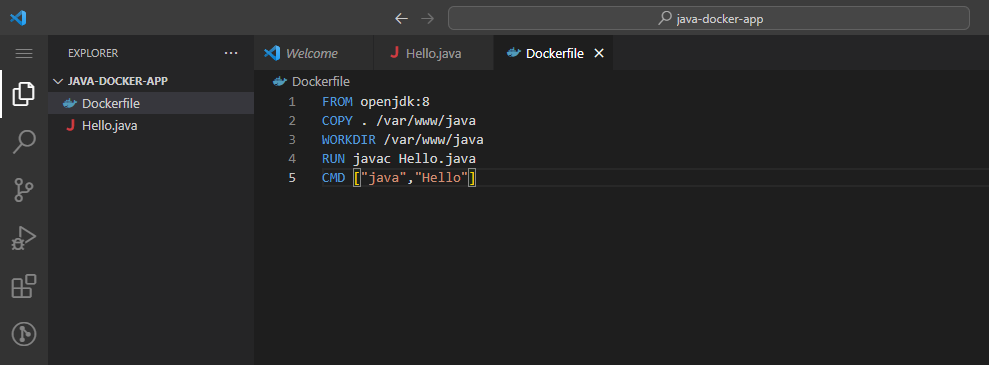 java-docker-app
EXPLORER ...
Welcome
Hello.java
Dockerfile
JAVA-DOCKER-APP
Dockerfile
Hello.java
Dockerfile
1 FROM openjdk:8
2 COPY . /var/www/java
3 WORKDIR /var/www/java
4 RUN javac Hello.java
5 CMD ["java","Hello"]